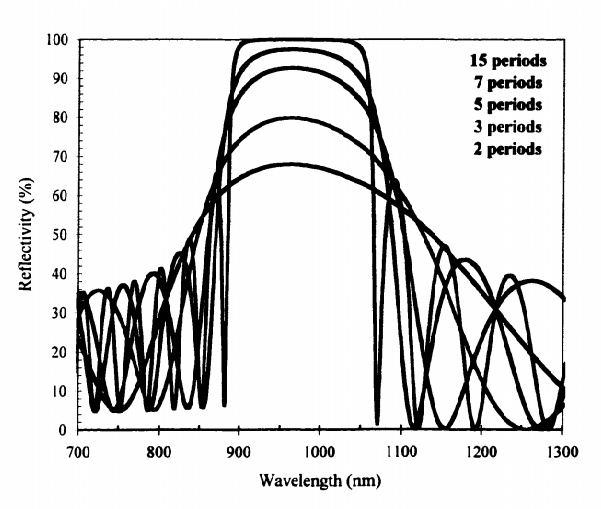 100
90
80
70
60
50
40
30
20
10
0
Reflectivity (%)
15 periods
7 periods
5 periods
3 periods
2 periods
700 800 900 1000 1100 1200 1300
Wavelength (nm)